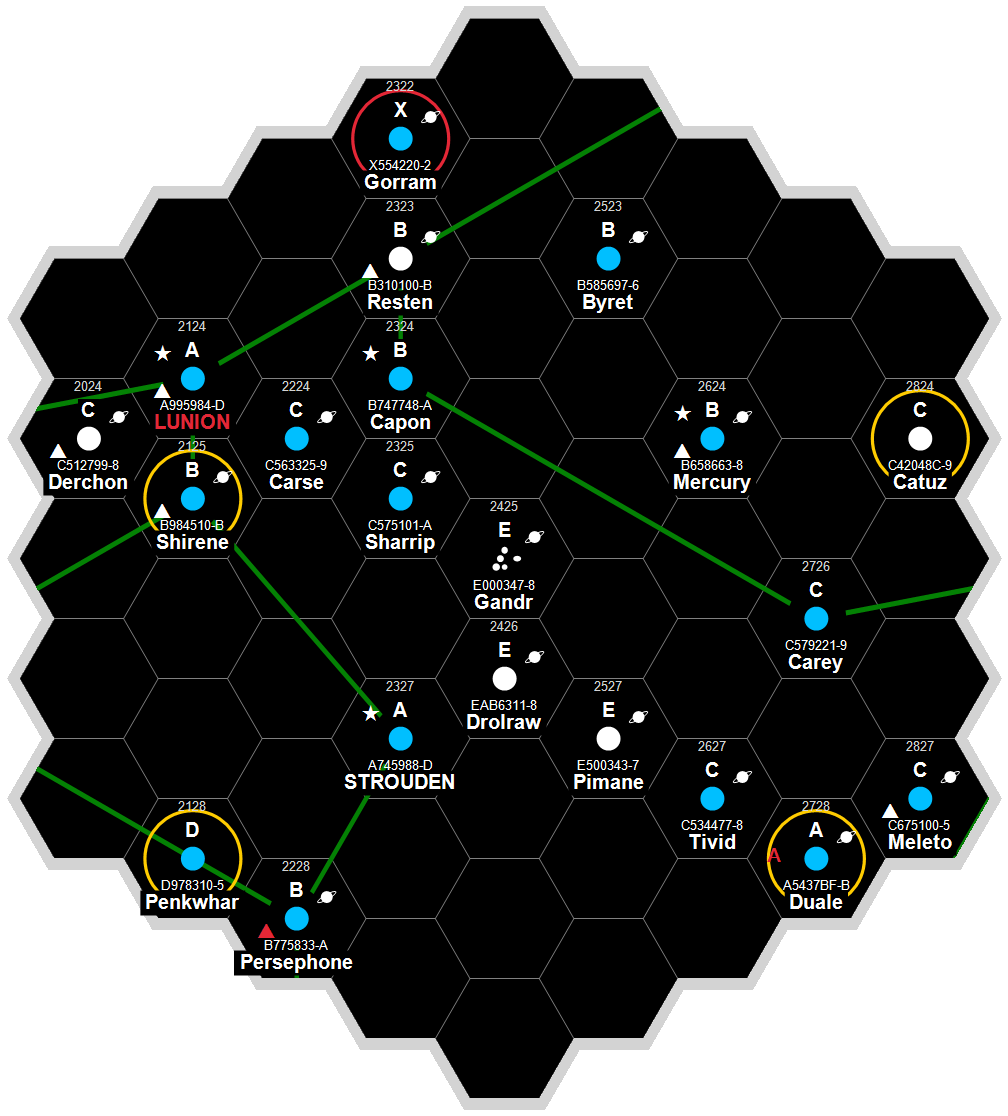 2322
X
X554220-2
Gorram
2323
B
B310100-B
Resten
2523
B
B585697-6
Byret
2124
A
A995984-D
LUNION
2324
B
B747748-A
Capon
2024
C
C512799-8
Derchon
2224
C
C563325-9
Carse
2624
B
B658663-8
Mercury
2824
C
C42048C-9
Catuz
2125
B
B984510-B
Shirene
2325
C
C575101-A
Sharrip
2425
E
E000347-8
Gandr
2726
C
C579221-9
Carey
2426
E
EAB6311-8
Drolraw
2327
A
A745988-D
STROUDEN
2527
E
E500343-7
Pimane
2627
C
C534477-8
Tivid
2827
C
C675100-5
Meleto
2128
D
D978310-5
Penkwhar
2728
A
A
A5437BF-B
Duale
2228
B
B775833-A
Persephone